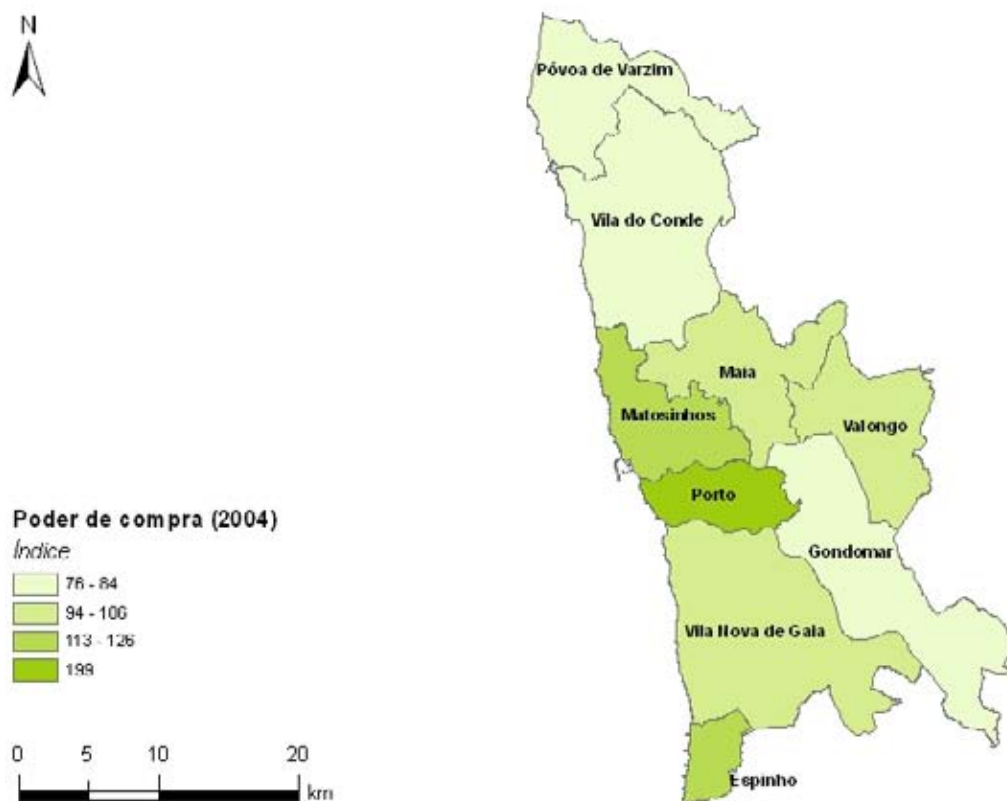 N
Póvoa de Varzim
Vila do Conde
Maia
Matosinhos
Valongo
Porto
Gondomar
Vila Nova de Gaia
Espinho
Poder de compra (2004)
Índice
76 - 84
94 - 106
113 - 126
199
0 5 10 20
km